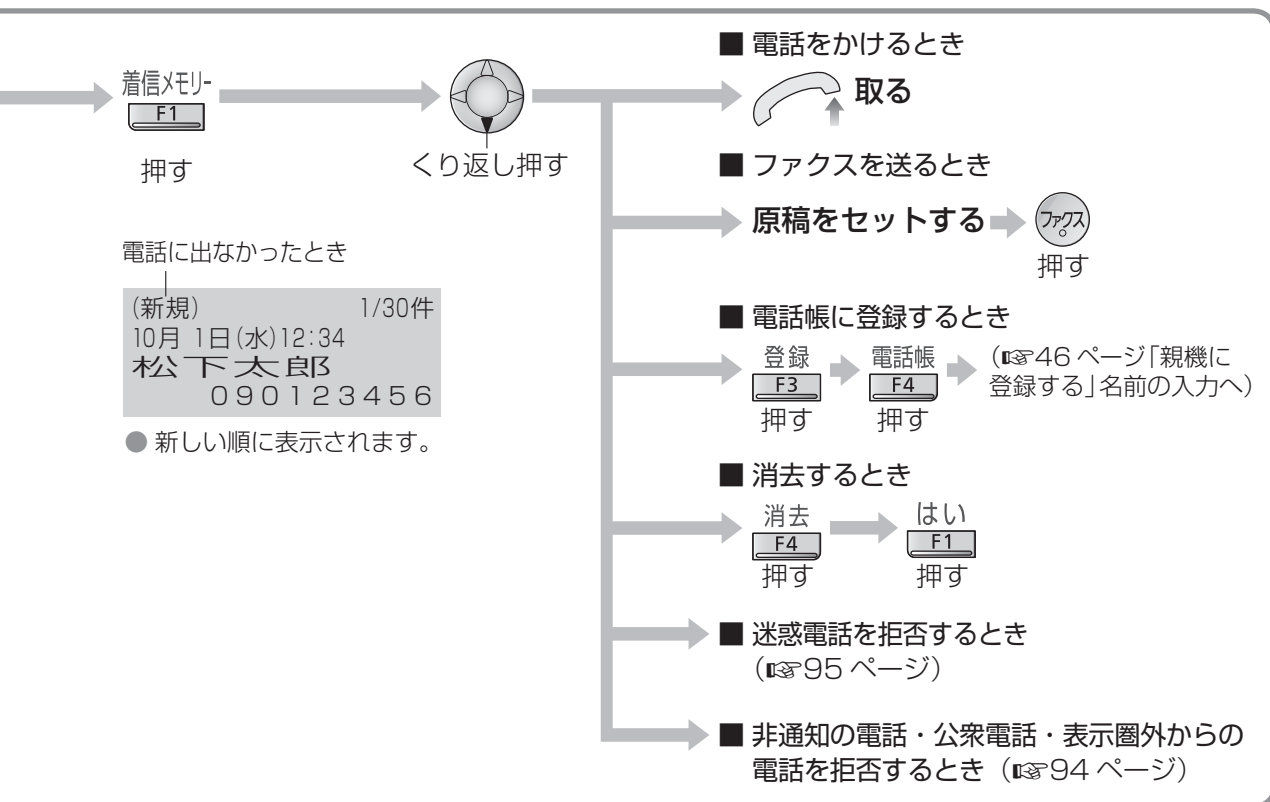 着信メモリー
F1
押す
くり返し押す
電話に出なかったとき
(新規) 1/30件
10月 1日(水)12:34
松下太郎
090123456
● 新しい順に表示されます。
■ 電話をかけるとき
取る
■ ファクスを送るとき
原稿をセットする
ファクス
押す
■ 電話帳に登録するとき
登録 電話帳
F3 F4
押す 押す
(☞46 ページ「親機に
登録する」名前の入力へ)
■ 消去するとき
消去 はい
F4 F1
押す 押す
■ 迷惑電話を拒否するとき
(☞95 ページ)
■ 非通知の電話・公衆電話・表示圏外からの
電話を拒否するとき(☞94 ページ)